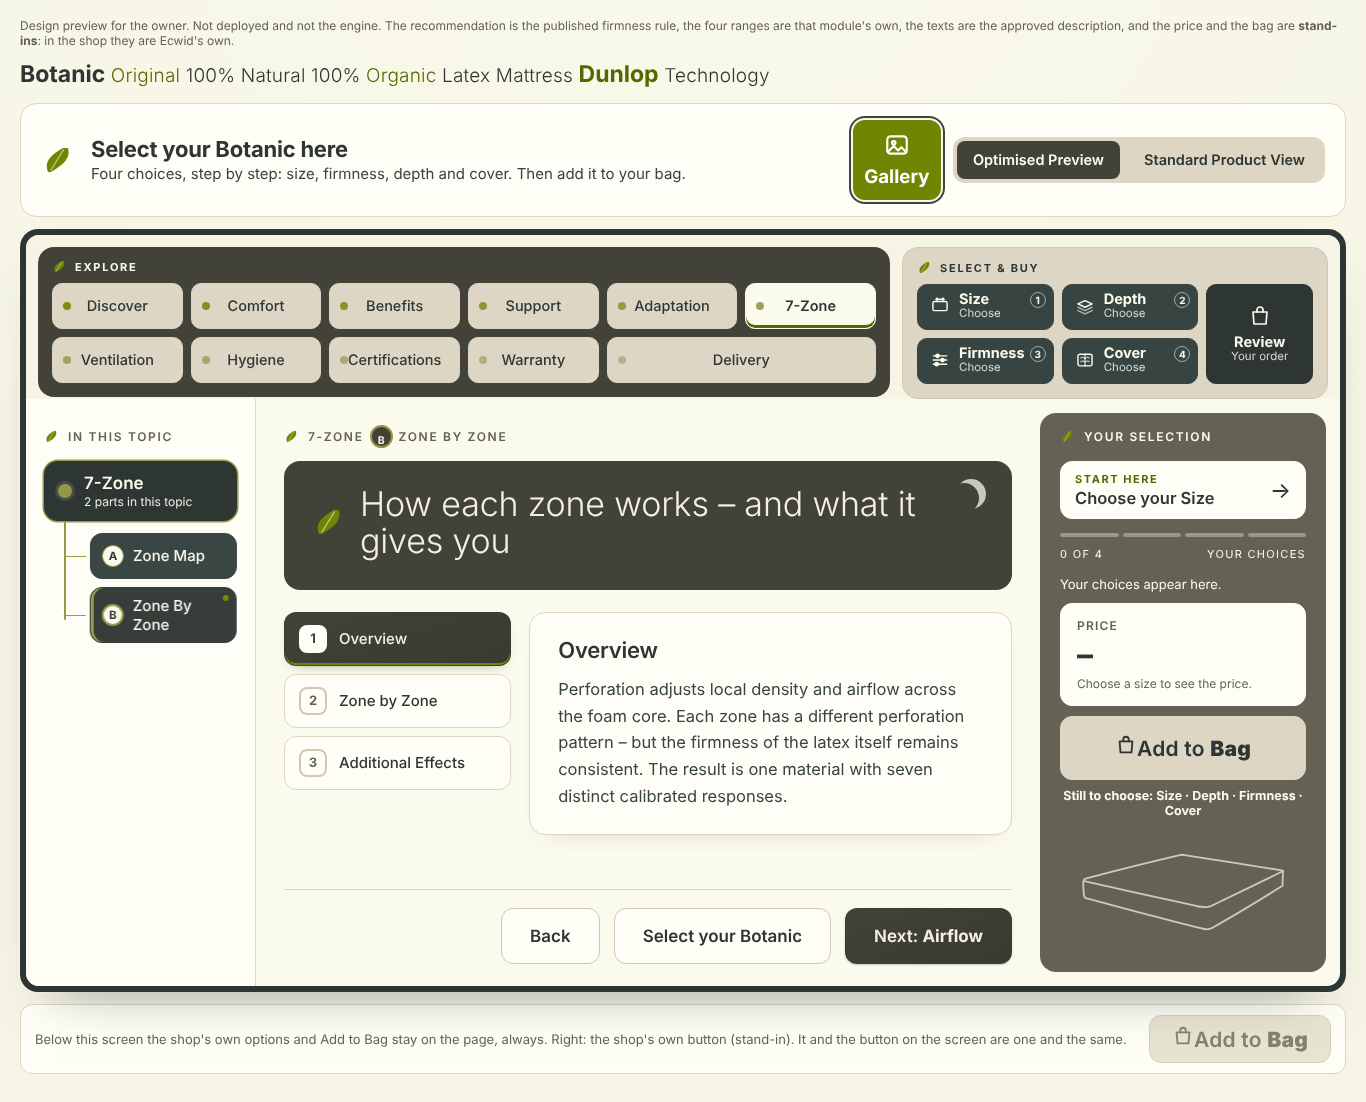 Design preview for the owner. Not deployed and not the engine. The recommendation is the published firmness rule, the four ranges are that module's own, the texts are the approved description, and the price and the bag are stand-
ins: in the shop they are Ecwid's own.
Botanic Original 100% Natural 100% Organic Latex Mattress Dunlop Technology
Select your Botanic here
Four choices, step by step: size, firmness, depth and cover. Then add it to your bag.
Gallery
Optimised Preview
Standard Product View
EXPLORE
Discover
Comfort
Benefits
Support
Adaptation
7-Zone
Ventilation
Hygiene
Certifications
Warranty
Delivery
SELECT & BUY
Size
Choose
1
Depth
Choose
2
Firmness
Choose
3
Cover
Choose
4
Review
Your order
IN THIS TOPIC
7-Zone
2 parts in this topic
A Zone Map
B Zone By
Zone
7-ZONE B ZONE BY ZONE
How each zone works – and what it
gives you
1 Overview
2 Zone by Zone
3 Additional Effects
Overview
Perforation adjusts local density and airflow across
the foam core. Each zone has a different perforation
pattern – but the firmness of the latex itself remains
consistent. The result is one material with seven
distinct calibrated responses.
Back
Select your Botanic
Next: Airflow
YOUR SELECTION
START HERE
Choose your Size
0 OF 4
YOUR CHOICES
Your choices appear here.
PRICE
–
Choose a size to see the price.
Add to Bag
Still to choose: Size · Depth · Firmness ·
Cover
Below this screen the shop's own options and Add to Bag stay on the page, always. Right: the shop's own button (stand-in). It and the button on the screen are one and the same.
Add to Bag